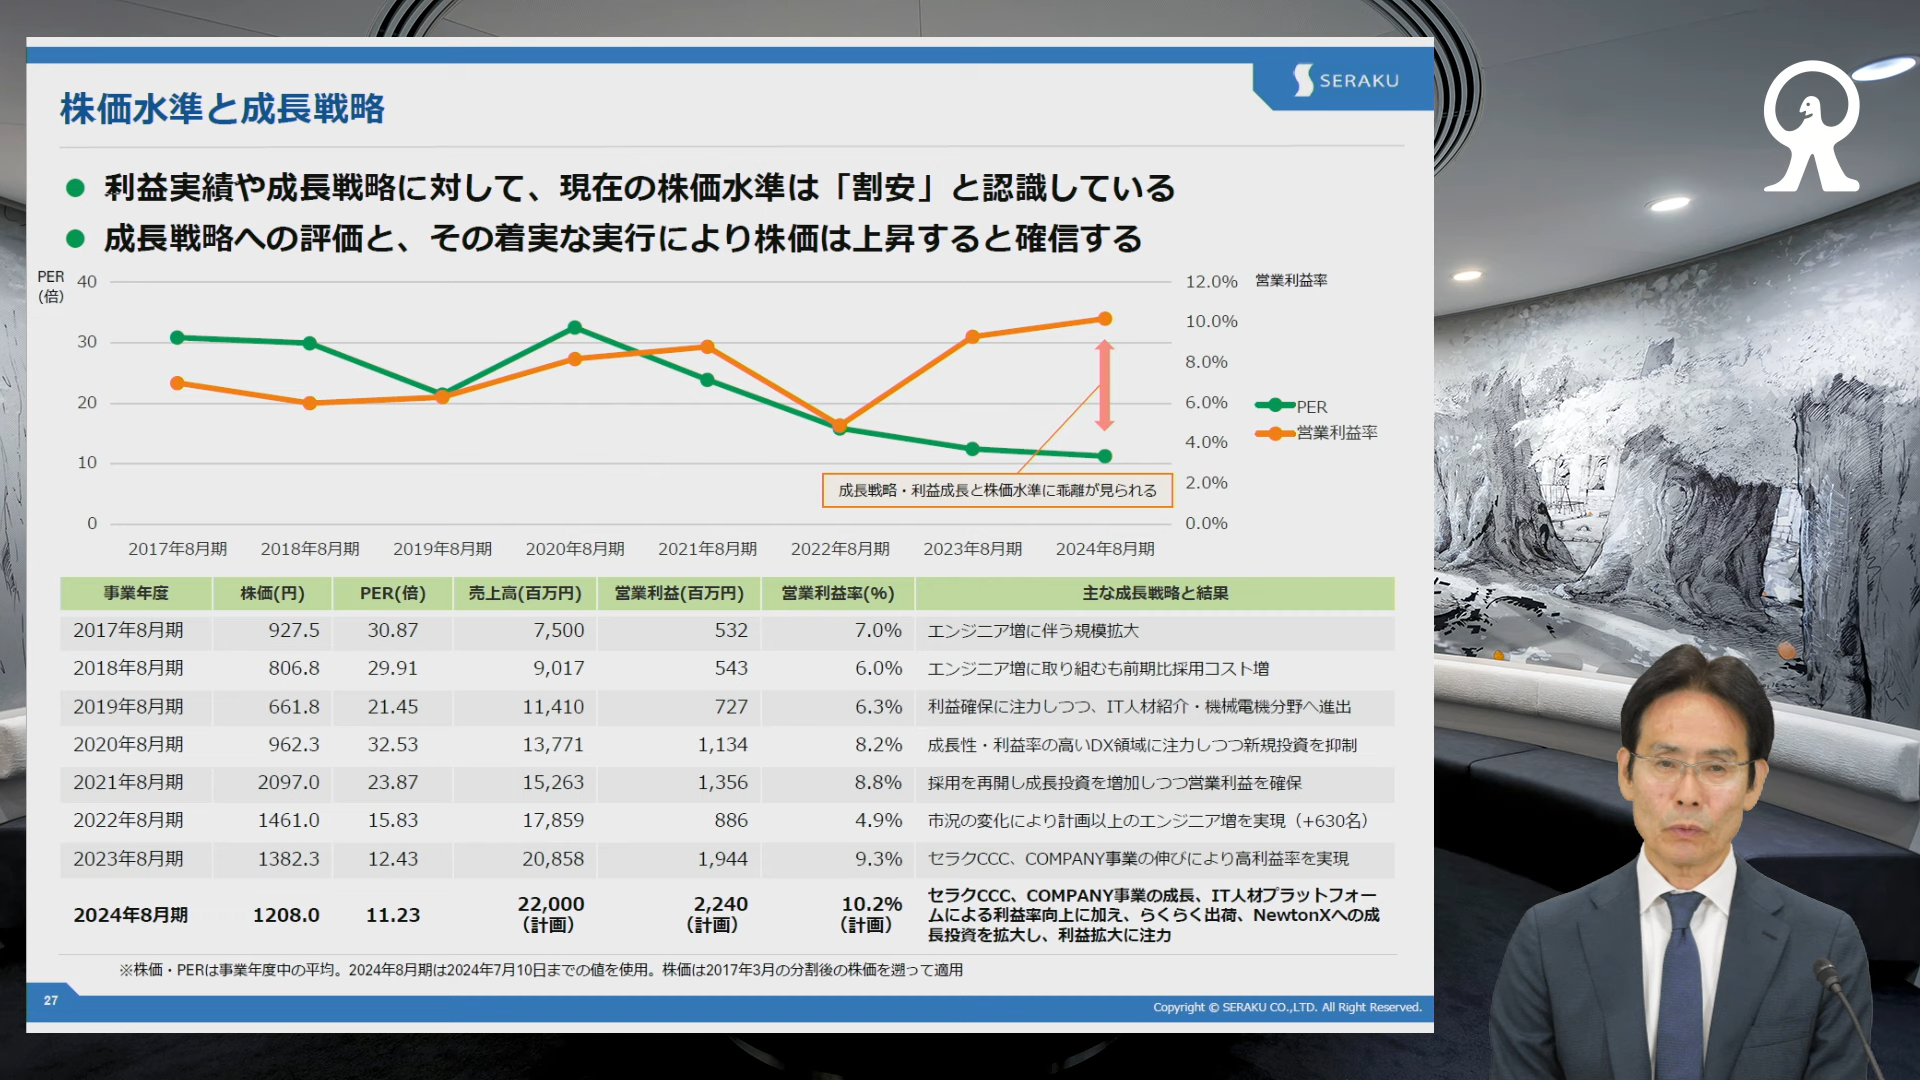 SERAKU
株価水準と成長戦略
利益実績や成長戦略に対して、現在の株価水準は「割安」と認識している
成長戦略への評価と、その着実な実行により株価は上昇すると確信する
PER
(倍)
40
30
20
10
0
12.0%
10.0%
8.0%
6.0%
4.0%
2.0%
0.0%
営業利益率
PER
営業利益率
成長戦略・利益成長と株価水準に乖離が見られる
2017年8月期 2018年8月期 2019年8月期 2020年8月期 2021年8月期 2022年8月期 2023年8月期 2024年8月期
事業年度 株価(円) PER(倍) 売上高(百万円) 営業利益(百万円) 営業利益率(%) 主な成長戦略と結果
2017年8月期 927.5 30.87 7,500 532 7.0% エンジニア増に伴う規模拡大
2018年8月期 806.8 29.91 9,017 543 6.0% エンジニア増に取り組むも前期比採用コスト増
2019年8月期 661.8 21.45 11,410 727 6.3% 利益確保に注力しつつ、IT人材紹介・機械電機分野へ進出
2020年8月期 962.3 32.53 13,771 1,134 8.2% 成長性・利益率の高いDX領域に注力しつつ新規投資を抑制
2021年8月期 2097.0 23.87 15,263 1,356 8.8% 採用を再開し成長投資を増加しつつ営業利益を確保
2022年8月期 1461.0 15.83 17,859 886 4.9% 市況の変化により計画以上のエンジニア増を実現（+630名）
2023年8月期 1382.3 12.43 20,858 1,944 9.3% セラクCCC、COMPANY事業の伸びにより高利益率を実現
2024年8月期 1208.0 11.23 22,000 (計画) 2,240 (計画) 10.2% (計画) セラクCCC、COMPANY事業の成長、IT人材プラットフォー
ムによる利益率向上に加え、らくらく出荷、NewtonXへの成
長投資を拡大し、利益拡大に注力
※株価・PERは事業年度中の平均。2024年8月期は2024年7月10日までの値を使用。株価は2017年3月の分割後の株価を遡って適用
27
Copyright © SERAKU CO.,LTD. All Right Reserved.